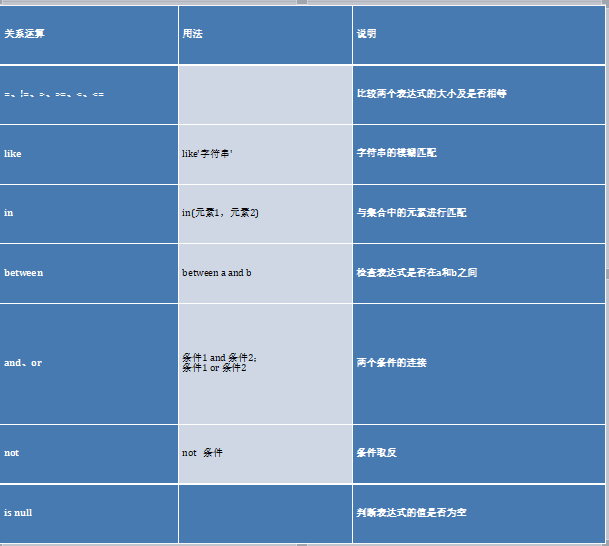 关系运算 用法 说明
=、!=、>、>=、<、<= 比较两个表达式的大小及是否相等
like like'字符串' 字符串的模糊匹配
in in(元素1，元素2) 与集合中的元素进行匹配
between between a and b 检查表达式是否在a和b之间
and、or 条件1 and 条件2； 两个条件的连接
条件1 or 条件2
not not 条件 条件取反
is null 判断表达式的值是否为空